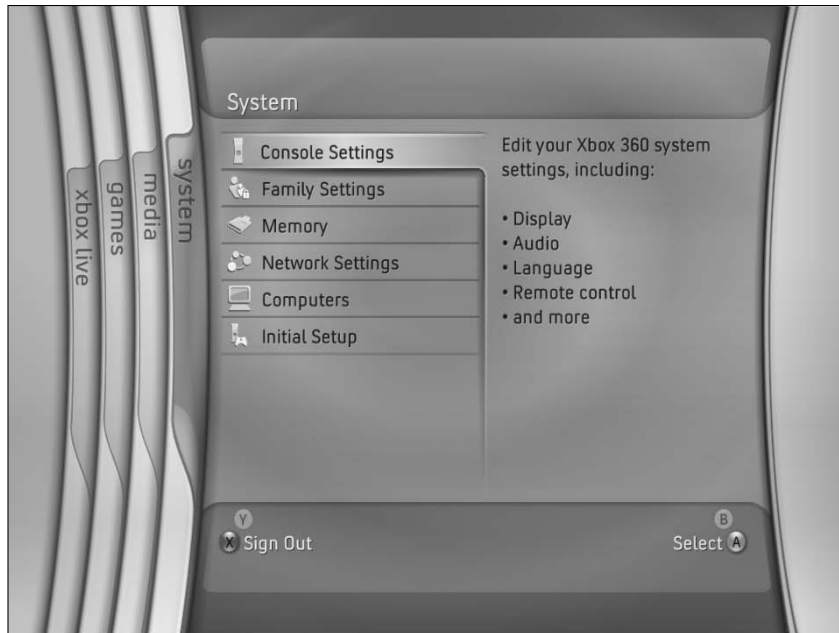 System
Console Settings
Family Settings
Memory
Network Settings
Computers
Initial Setup
Edit your Xbox 360 system
settings, including:
• Display
• Audio
• Language
• Remote control
• and more
xbox live
games
media
system
Y
X Sign Out
B
Select A